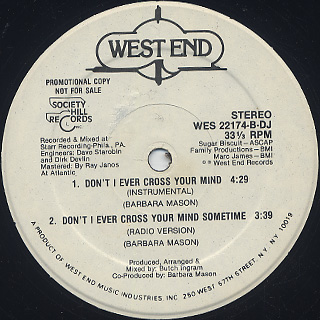 WEST END
PROMOTIONAL COPY
NOT FOR SALE
SOCIETY
HILL
RECORDS
INC.
STEREO
WES 22174-B-DJ
33⅓ RPM
Sugar Biscuit - ASCAP
Family Productions - BMI
Marc James - BMI
West End Records
Recorded & Mixed at
Starr Recording-Phila., PA.
Engineers: Dave Starobin
and Dirk Devlin
Mastered: By Ray Janos
At Atlantic
1. DON'T I EVER CROSS YOUR MIND 4:29
(INSTRUMENTAL)
(BARBARA MASON)
2. DON'T I EVER CROSS YOUR MIND SOMETIME 3:39
(RADIO VERSION)
(BARBARA MASON)
Produced, Arranged &
Mixed by: Butch Ingram
Co-Produced by: Barbara Mason
A PRODUCT OF WEST END MUSIC INDUSTRIES, INC 250 WEST 57TH STREET, N.Y. N.Y. 10019